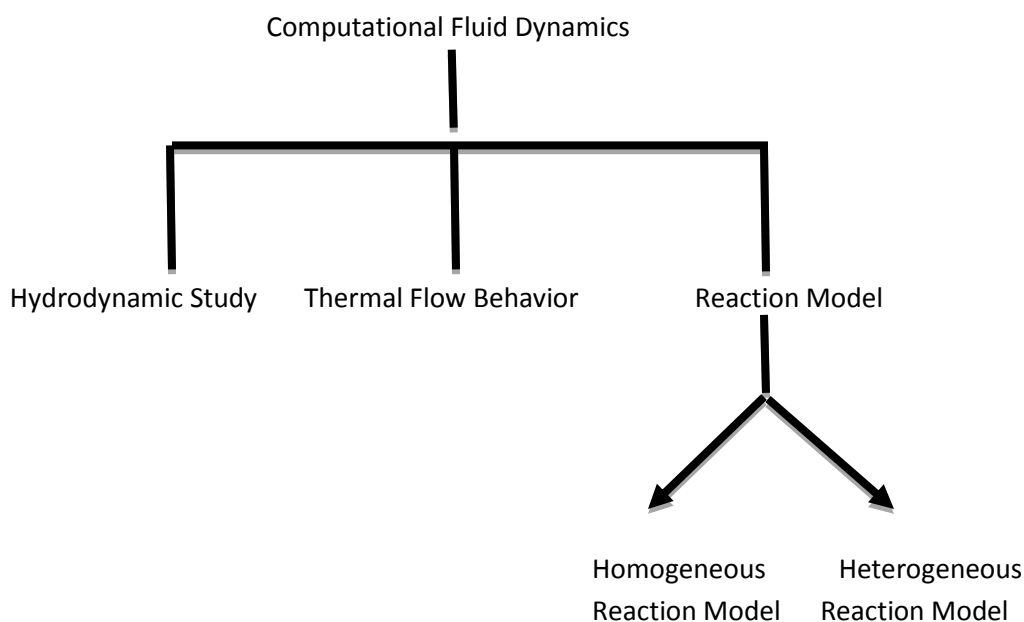 Computational Fluid Dynamics
Hydrodynamic Study
Thermal Flow Behavior
Reaction Model
Homogeneous
Reaction Model
Heterogeneous
Reaction Model